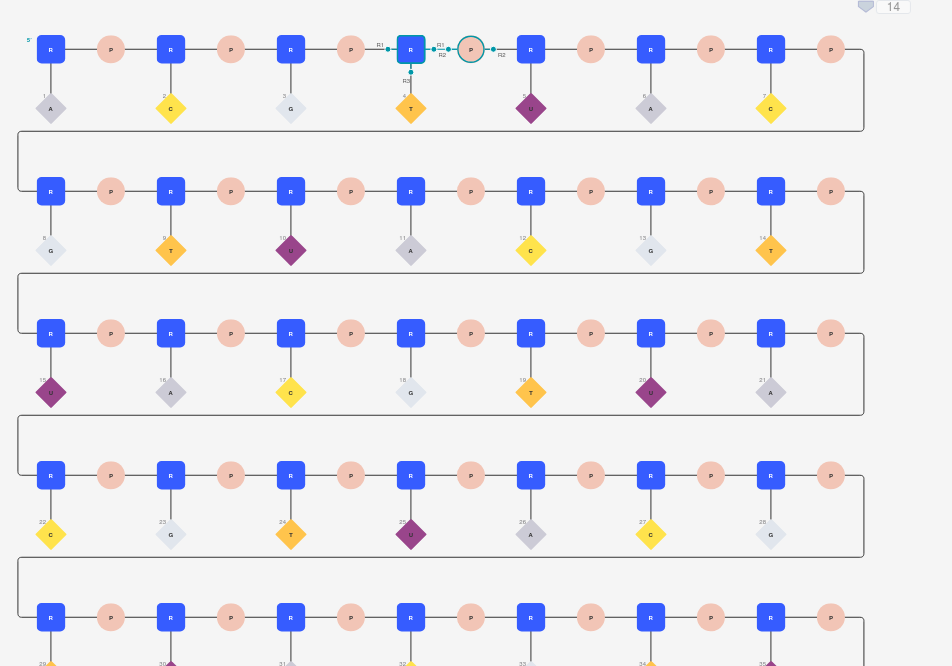 14
5' R P R P R P R1 R R1 R2 P R2 R P R P R P
R3
1 2 3 4 5 6 7
A C G T U A C
R P R P R P R P R P R P R P
8 9 10 11 12 13 14
G T U A C G T
R P R P R P R P R P R P R P
15 16 17 18 19 20 21
U A C G T U A
R P R P R P R P R P R P R P
22 23 24 25 26 27 28
C G T U A C G
R P R P R P R P R P R P R P
29 30 31 32 33 34 35